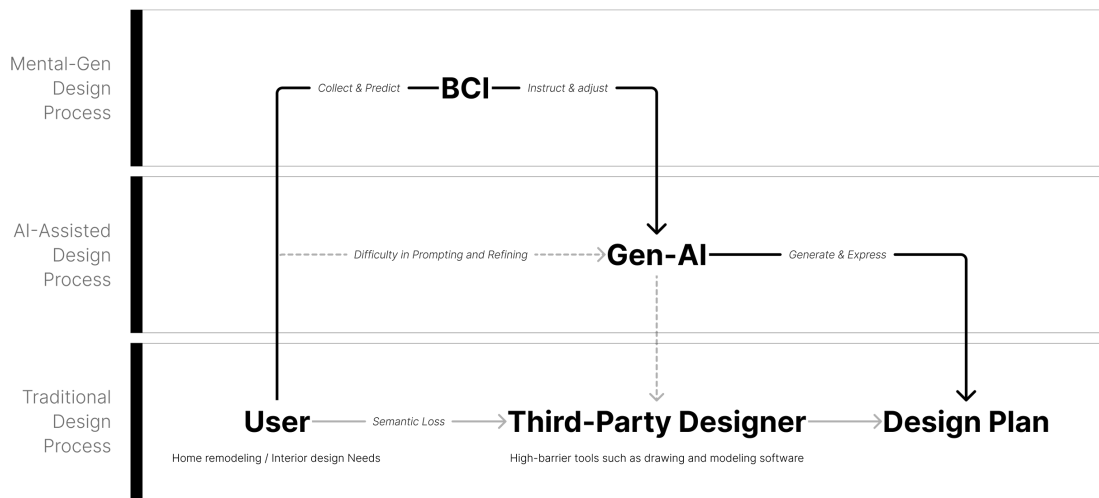 Mental-Gen
Design
Process
Collect & Predict
BCI
Instruct & adjust
AI-Assisted
Design
Process
Difficulty in Prompting and Refining
Gen-AI
Generate & Express
Traditional
Design
Process
User
Semantic Loss
Third-Party Designer
Design Plan
Home remodeling / Interior design Needs
High-barrier tools such as drawing and modeling software